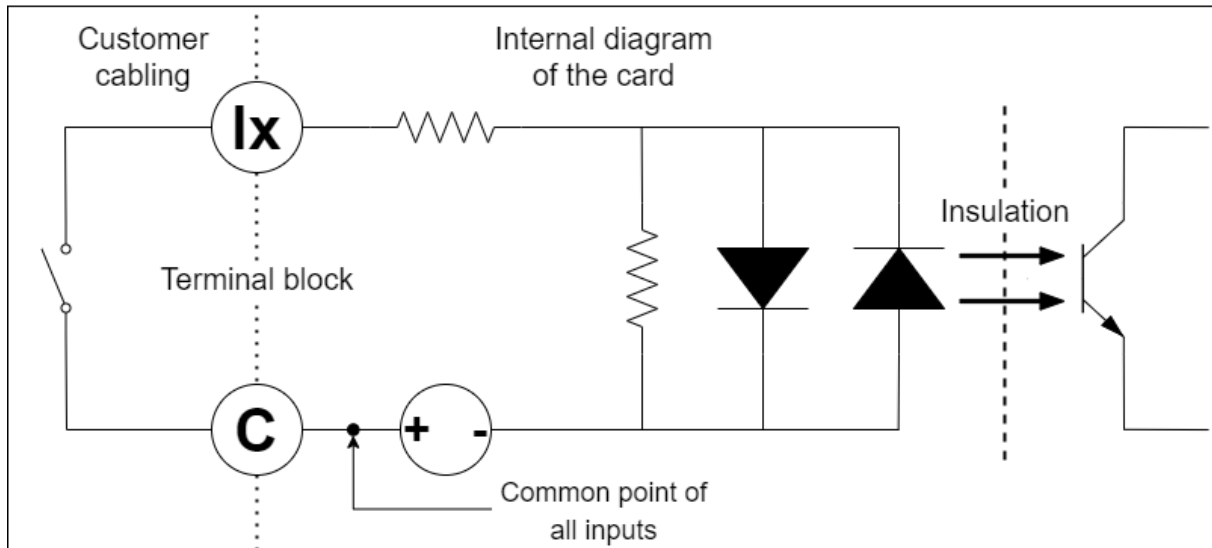 Customer
cabling
Internal diagram
of the card
Ix
Insulation
Terminal block
C
+ -
Common point of
all inputs